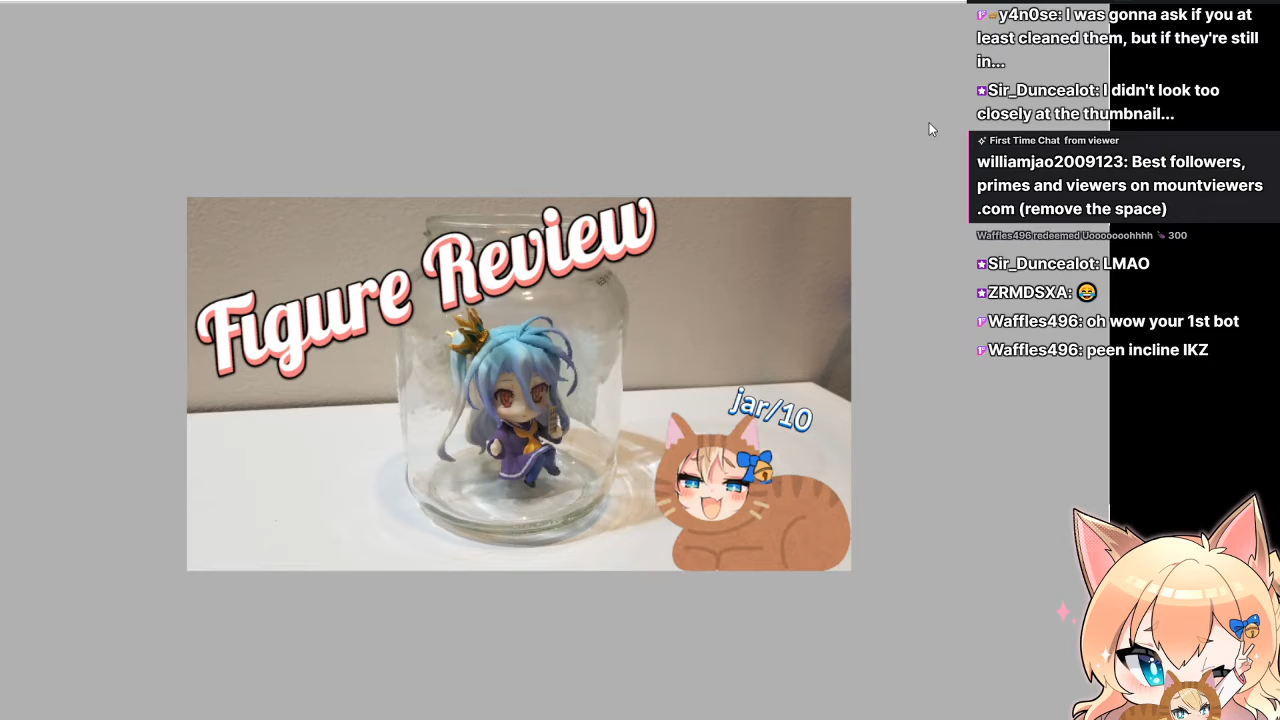 y4n0se: I was gonna ask if you at
least cleaned them, but if they're still
in...
Sir_Duncealot: I didn't look too
closely at the thumbnail...
First Time Chat from viewer
williamjao2009123: Best followers,
primes and viewers on mountviewers
.com (remove the space)
Waffles496 redeemed Uooooooohhhh 300
Sir_Duncealot: LMAO
ZRMDSXA: 😂
Waffles496: oh wow your 1st bot
Waffles496: peen incline IKZ
Figure Review
jar/10